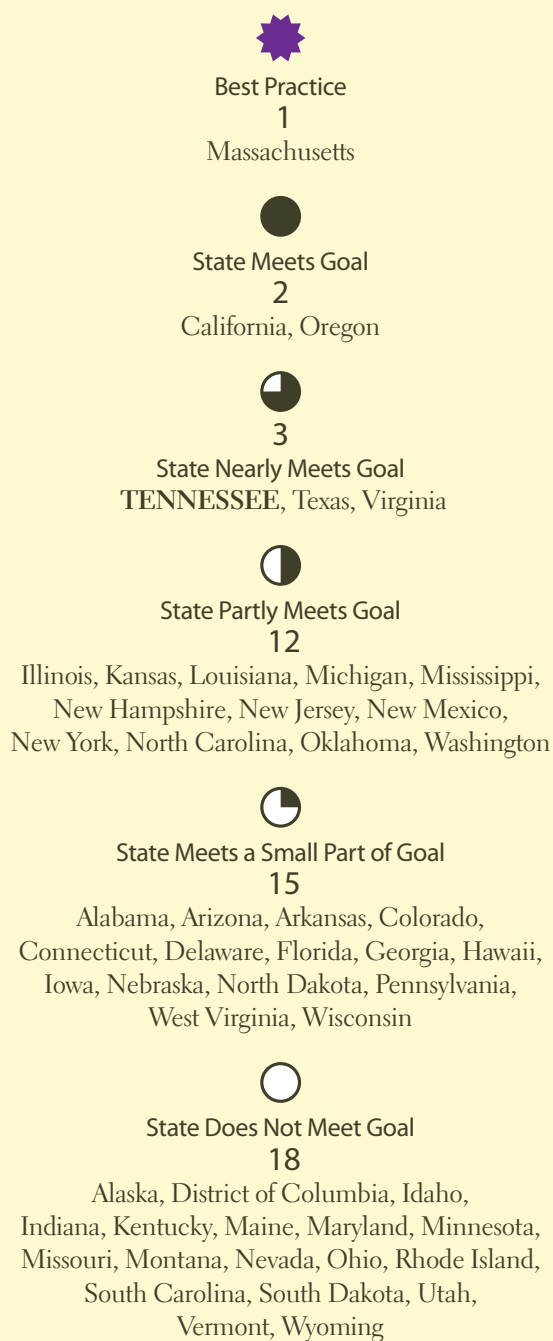 Best Practice
1
Massachusetts
State Meets Goal
2
California, Oregon
3
State Nearly Meets Goal
TENNESSEE, Texas, Virginia
State Partly Meets Goal
12
Illinois, Kansas, Louisiana, Michigan, Mississippi,
New Hampshire, New Jersey, New Mexico,
New York, North Carolina, Oklahoma, Washington
State Meets a Small Part of Goal
15
Alabama, Arizona, Arkansas, Colorado,
Connecticut, Delaware, Florida, Georgia, Hawaii,
Iowa, Nebraska, North Dakota, Pennsylvania,
West Virginia, Wisconsin
State Does Not Meet Goal
18
Alaska, District of Columbia, Idaho,
Indiana, Kentucky, Maine, Maryland, Minnesota,
Missouri, Montana, Nevada, Ohio, Rhode Island,
South Carolina, South Dakota, Utah,
Vermont, Wyoming